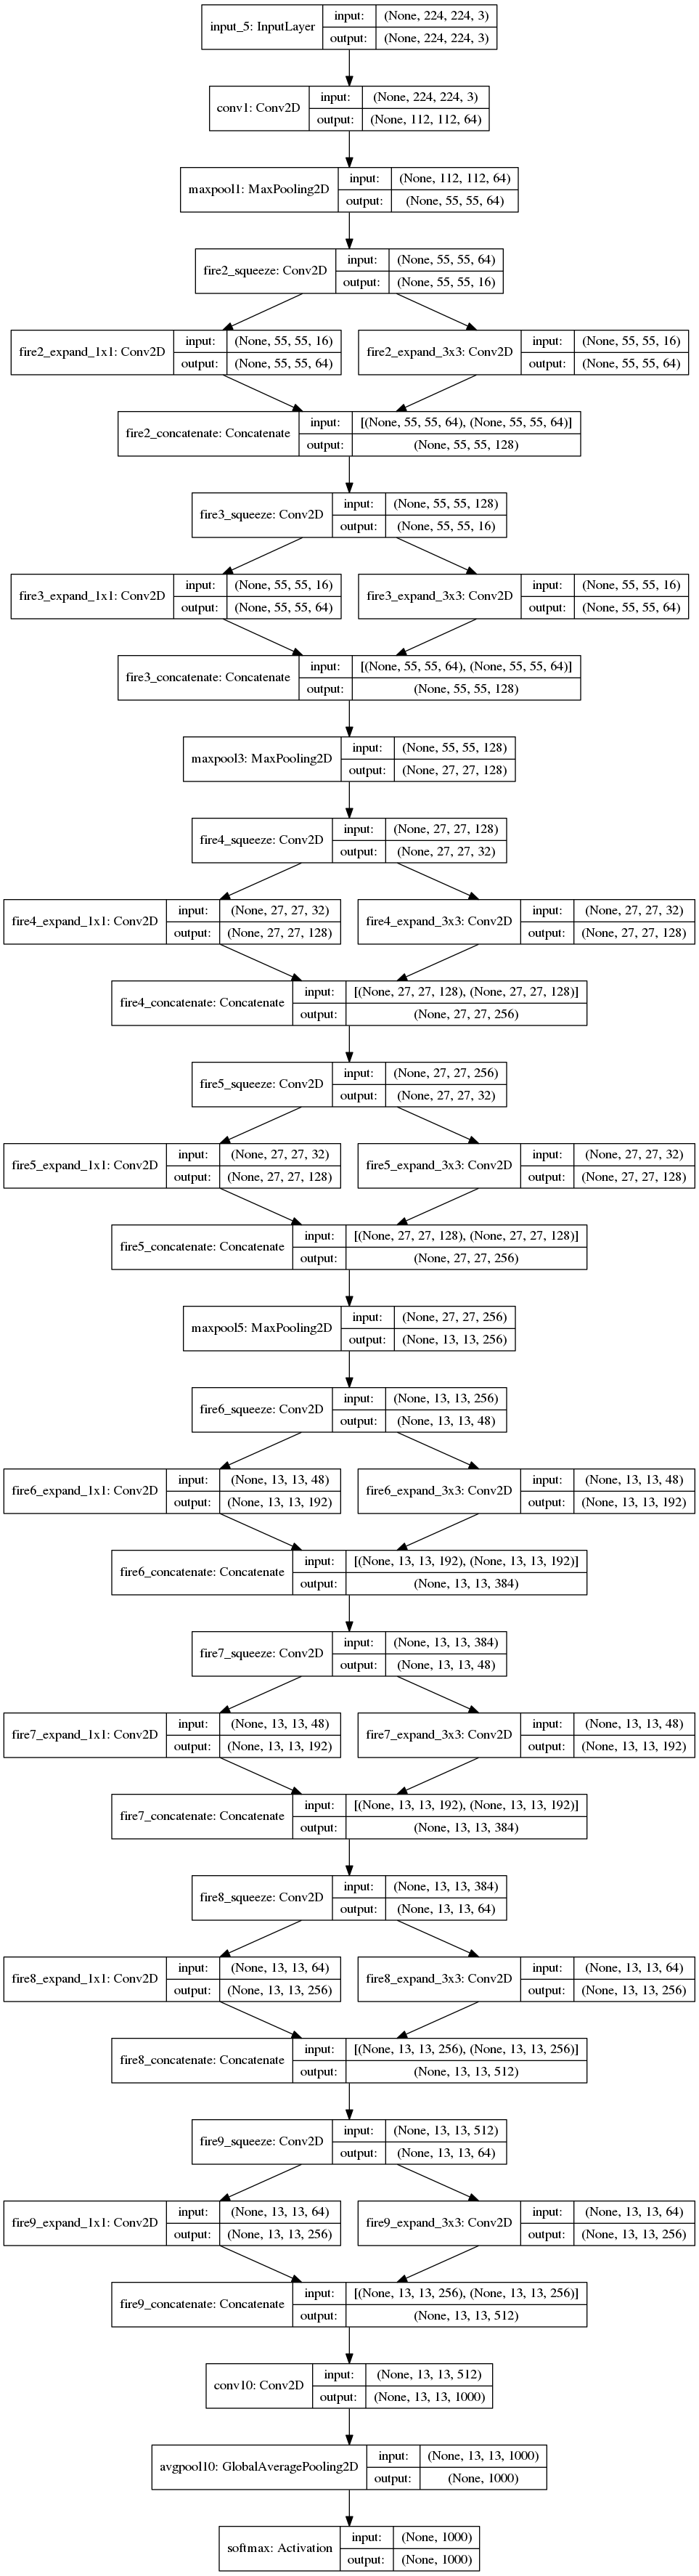 input_5: InputLayer
input: (None, 224, 224, 3)
output: (None, 224, 224, 3)
conv1: Conv2D
input: (None, 224, 224, 3)
output: (None, 112, 112, 64)
maxpool1: MaxPooling2D
input: (None, 112, 112, 64)
output: (None, 55, 55, 64)
fire2_squeeze: Conv2D
input: (None, 55, 55, 64)
output: (None, 55, 55, 16)
fire2_expand_1x1: Conv2D
input: (None, 55, 55, 16)
output: (None, 55, 55, 64)
fire2_expand_3x3: Conv2D
input: (None, 55, 55, 16)
output: (None, 55, 55, 64)
fire2_concatenate: Concatenate
input: [(None, 55, 55, 64), (None, 55, 55, 64)]
output: (None, 55, 55, 128)
fire3_squeeze: Conv2D
input: (None, 55, 55, 128)
output: (None, 55, 55, 16)
fire3_expand_1x1: Conv2D
input: (None, 55, 55, 16)
output: (None, 55, 55, 64)
fire3_expand_3x3: Conv2D
input: (None, 55, 55, 16)
output: (None, 55, 55, 64)
fire3_concatenate: Concatenate
input: [(None, 55, 55, 64), (None, 55, 55, 64)]
output: (None, 55, 55, 128)
maxpool3: MaxPooling2D
input: (None, 55, 55, 128)
output: (None, 27, 27, 128)
fire4_squeeze: Conv2D
input: (None, 27, 27, 128)
output: (None, 27, 27, 32)
fire4_expand_1x1: Conv2D
input: (None, 27, 27, 32)
output: (None, 27, 27, 128)
fire4_expand_3x3: Conv2D
input: (None, 27, 27, 32)
output: (None, 27, 27, 128)
fire4_concatenate: Concatenate
input: [(None, 27, 27, 128), (None, 27, 27, 128)]
output: (None, 27, 27, 256)
fire5_squeeze: Conv2D
input: (None, 27, 27, 256)
output: (None, 27, 27, 32)
fire5_expand_1x1: Conv2D
input: (None, 27, 27, 32)
output: (None, 27, 27, 128)
fire5_expand_3x3: Conv2D
input: (None, 27, 27, 32)
output: (None, 27, 27, 128)
fire5_concatenate: Concatenate
input: [(None, 27, 27, 128), (None, 27, 27, 128)]
output: (None, 27, 27, 256)
maxpool5: MaxPooling2D
input: (None, 27, 27, 256)
output: (None, 13, 13, 256)
fire6_squeeze: Conv2D
input: (None, 13, 13, 256)
output: (None, 13, 13, 48)
fire6_expand_1x1: Conv2D
input: (None, 13, 13, 48)
output: (None, 13, 13, 192)
fire6_expand_3x3: Conv2D
input: (None, 13, 13, 48)
output: (None, 13, 13, 192)
fire6_concatenate: Concatenate
input: [(None, 13, 13, 192), (None, 13, 13, 192)]
output: (None, 13, 13, 384)
fire7_squeeze: Conv2D
input: (None, 13, 13, 384)
output: (None, 13, 13, 48)
fire7_expand_1x1: Conv2D
input: (None, 13, 13, 48)
output: (None, 13, 13, 192)
fire7_expand_3x3: Conv2D
input: (None, 13, 13, 48)
output: (None, 13, 13, 192)
fire7_concatenate: Concatenate
input: [(None, 13, 13, 192), (None, 13, 13, 192)]
output: (None, 13, 13, 384)
fire8_squeeze: Conv2D
input: (None, 13, 13, 384)
output: (None, 13, 13, 64)
fire8_expand_1x1: Conv2D
input: (None, 13, 13, 64)
output: (None, 13, 13, 256)
fire8_expand_3x3: Conv2D
input: (None, 13, 13, 64)
output: (None, 13, 13, 256)
fire8_concatenate: Concatenate
input: [(None, 13, 13, 256), (None, 13, 13, 256)]
output: (None, 13, 13, 512)
fire9_squeeze: Conv2D
input: (None, 13, 13, 512)
output: (None, 13, 13, 64)
fire9_expand_1x1: Conv2D
input: (None, 13, 13, 64)
output: (None, 13, 13, 256)
fire9_expand_3x3: Conv2D
input: (None, 13, 13, 64)
output: (None, 13, 13, 256)
fire9_concatenate: Concatenate
input: [(None, 13, 13, 256), (None, 13, 13, 256)]
output: (None, 13, 13, 512)
conv10: Conv2D
input: (None, 13, 13, 512)
output: (None, 13, 13, 1000)
avgpool10: GlobalAveragePooling2D
input: (None, 13, 13, 1000)
output: (None, 1000)
softmax: Activation
input: (None, 1000)
output: (None, 1000)